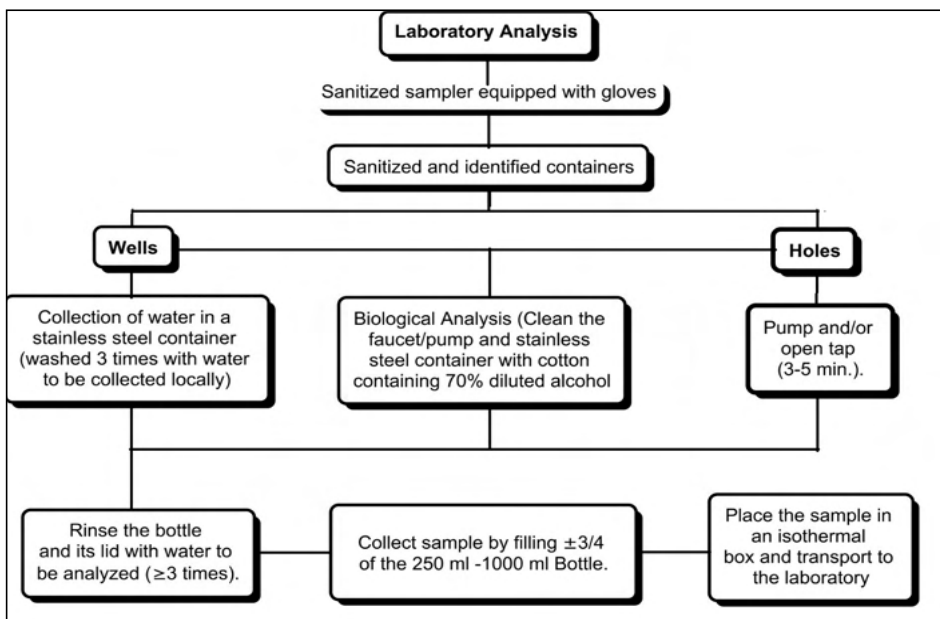 Laboratory Analysis
Sanitized sampler equipped with gloves
Sanitized and identified containers
Wells
Holes
Collection of water in a
stainless steel container
(washed 3 times with water
to be collected locally)
Biological Analysis (Clean the
faucet/pump and stainless
steel container with cotton
containing 70% diluted alcohol
Pump and/or
open tap
(3-5 min.).
Rinse the bottle
and its lid with water to
be analyzed (≥3 times).
Collect sample by filling ±3/4
of the 250 ml -1000 ml Bottle.
Place the sample in
an isothermal
box and transport to
the laboratory